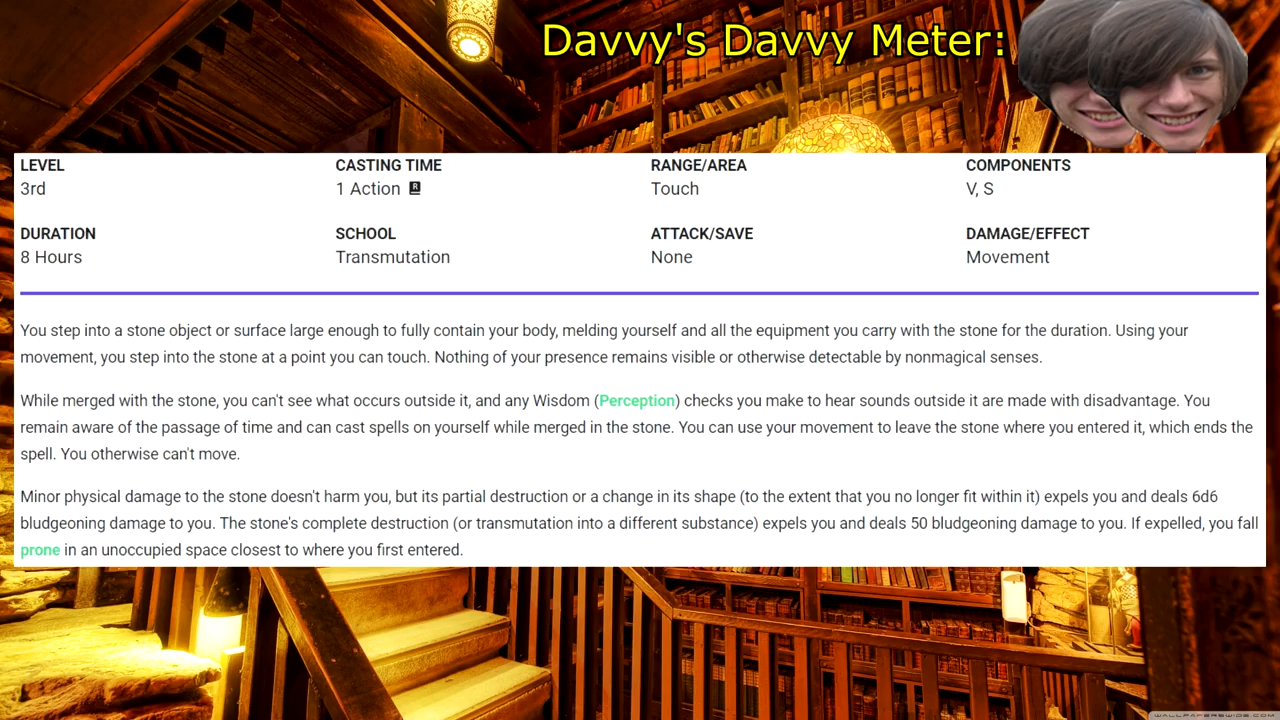 Davvy's Davvy Meter:
LEVEL
3rd
CASTING TIME
1 Action R
RANGE/AREA
Touch
COMPONENTS
V, S
DURATION
8 Hours
SCHOOL
Transmutation
ATTACK/SAVE
None
DAMAGE/EFFECT
Movement
You step into a stone object or surface large enough to fully contain your body, melding yourself and all the equipment you carry with the stone for the duration. Using your
movement, you step into the stone at a point you can touch. Nothing of your presence remains visible or otherwise detectable by nonmagical senses.
While merged with the stone, you can't see what occurs outside it, and any Wisdom (Perception) checks you make to hear sounds outside it are made with disadvantage. You
remain aware of the passage of time and can cast spells on yourself while merged in the stone. You can use your movement to leave the stone where you entered it, which ends the
spell. You otherwise can't move.
Minor physical damage to the stone doesn't harm you, but its partial destruction or a change in its shape (to the extent that you no longer fit within it) expels you and deals 6d6
bludgeoning damage to you. The stone's complete destruction (or transmutation into a different substance) expels you and deals 50 bludgeoning damage to you. If expelled, you fall
prone in an unoccupied space closest to where you first entered.
WALLPAPERSWIDE.COM